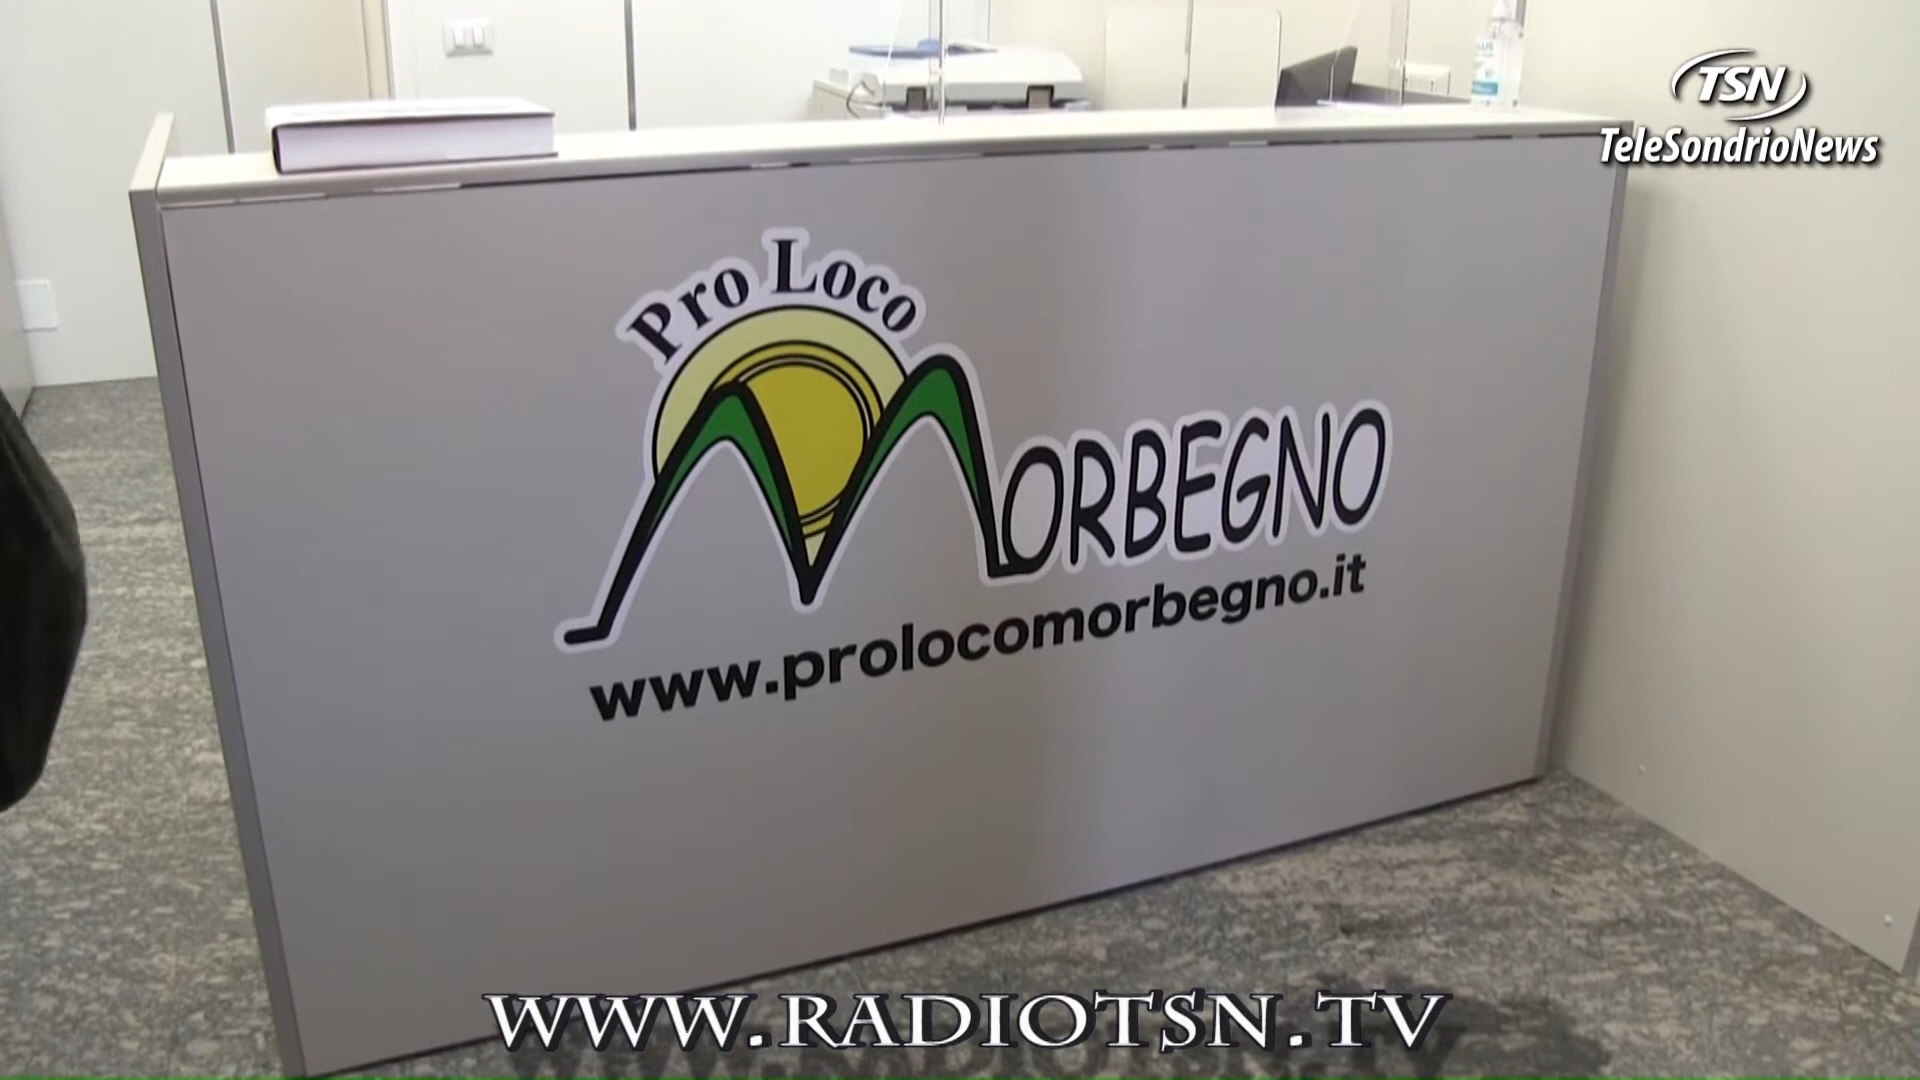 TSN
TeleSondrioNews
Pro Loco
MORBEGNO
www.prolocomorbegno.it
WWW.RADIOTSN.TV